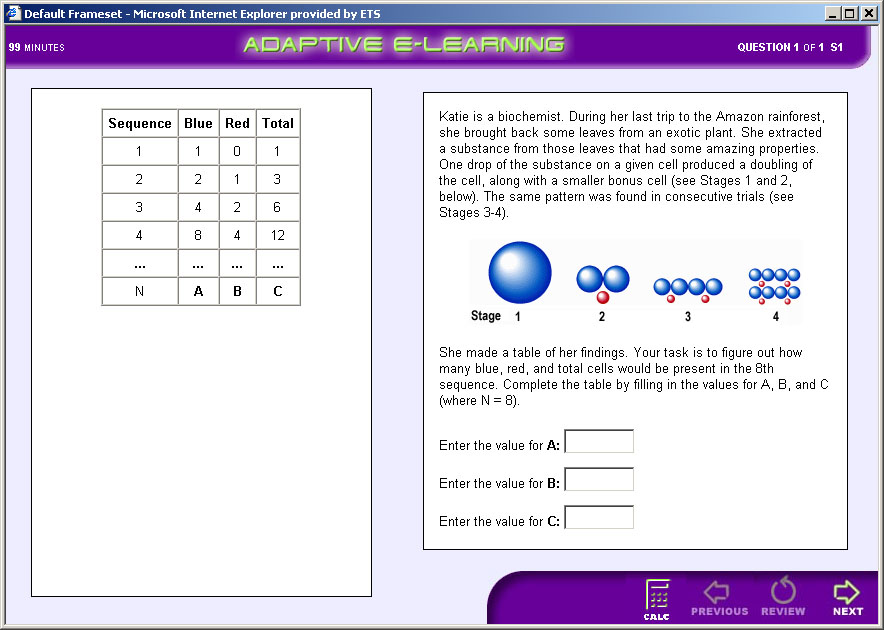 Default Frameset - Microsoft Internet Explorer provided by ETS
99 MINUTES
ADAPTIVE E-LEARNING
QUESTION 1 OF 1 S1
Sequence Blue Red Total
1 1 0 1
2 2 1 3
3 4 2 6
4 8 4 12
... ... ... ...
N A B C
Katie is a biochemist. During her last trip to the Amazon rainforest,
she brought back some leaves from an exotic plant. She extracted
a substance from those leaves that had some amazing properties.
One drop of the substance on a given cell produced a doubling of
the cell, along with a smaller bonus cell (see Stages 1 and 2,
below). The same pattern was found in consecutive trials (see
Stages 3-4).
Stage 1 2 3 4
She made a table of her findings. Your task is to figure out how
many blue, red, and total cells would be present in the 8th
sequence. Complete the table by filling in the values for A, B, and C
(where N = 8).
Enter the value for A:
Enter the value for B:
Enter the value for C:
CALC PREVIOUS REVIEW NEXT